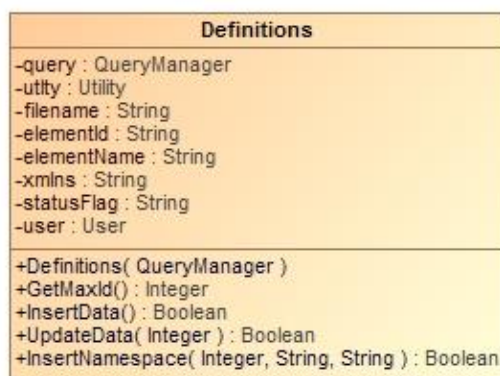 Definitions
-query : QueryManager
-utlty : Utility
-filename : String
-elementId : String
-elementName : String
-xmlns : String
-statusFlag : String
-user : User
+Definitions( QueryManager )
+GetMaxId() : Integer
+InsertData() : Boolean
+UpdateData( Integer ) : Boolean
+InsertNamespace( Integer, String, String ) : Boolean